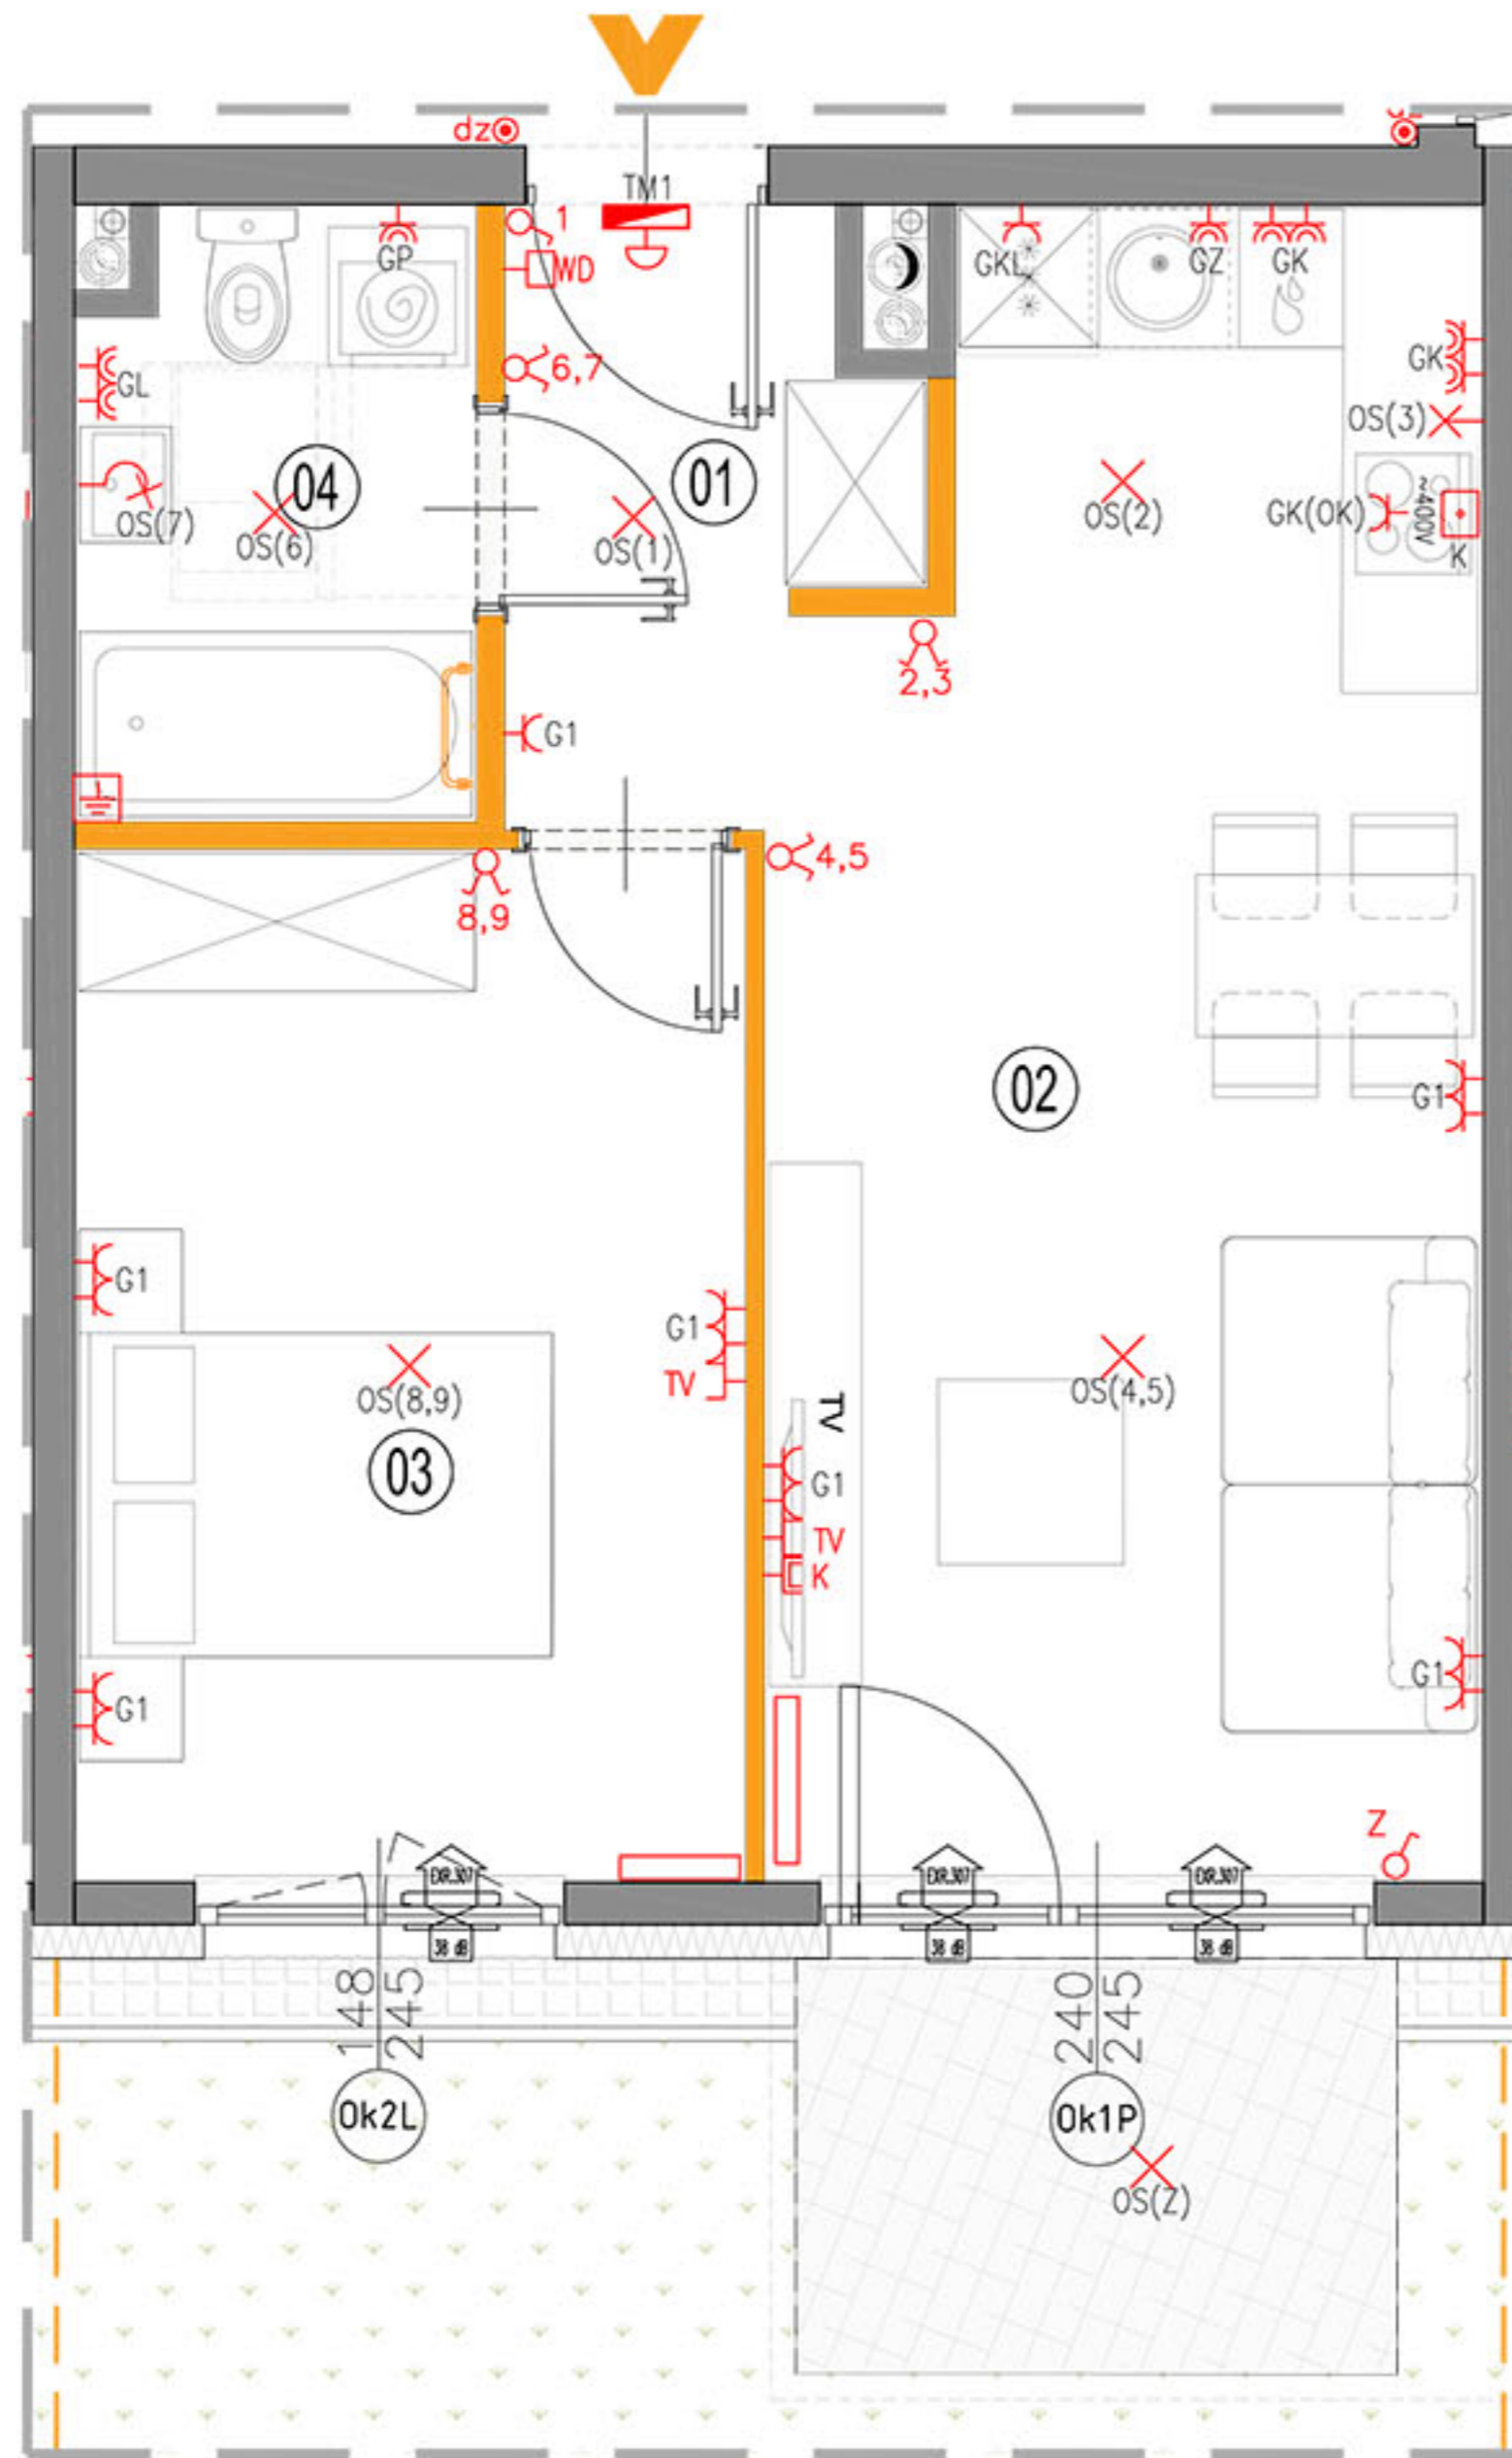 dz
TM1
1
GP
WD
GKL
GZ
GK
6,7
GL
GK
OS(3)
04
01
OS(7)
OS(6)
OS(1)
OS(2)
GK(OK)
~400V
K
2,3
G1
4,5
8,9
02
G1
G1
G1
TV
OS(8,9)
OS(4,5)
TV
03
G1
TV
K
G1
G1
Z
EXR.307
EXR.307
EXR.307
38 dB
38 dB
38 dB
148
245
240
245
Ok2L
Ok1P
OS(Z)